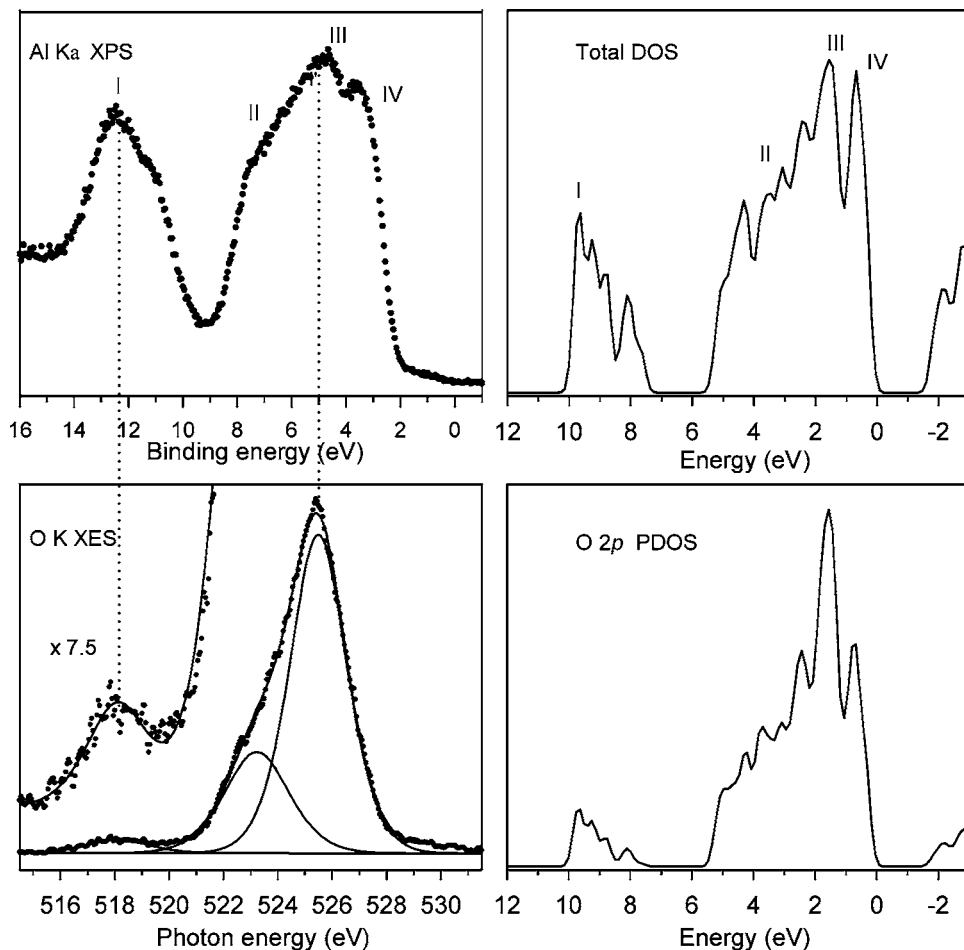 Al Ka XPS
I
II
III
IV
16 14 12 10 8 6 4 2 0
Binding energy (eV)
Total DOS
I
II
III
IV
12 10 8 6 4 2 0 -2
Energy (eV)
O K XES
x 7.5
516 518 520 522 524 526 528 530
Photon energy (eV)
O 2p PDOS
12 10 8 6 4 2 0 -2
Energy (eV)